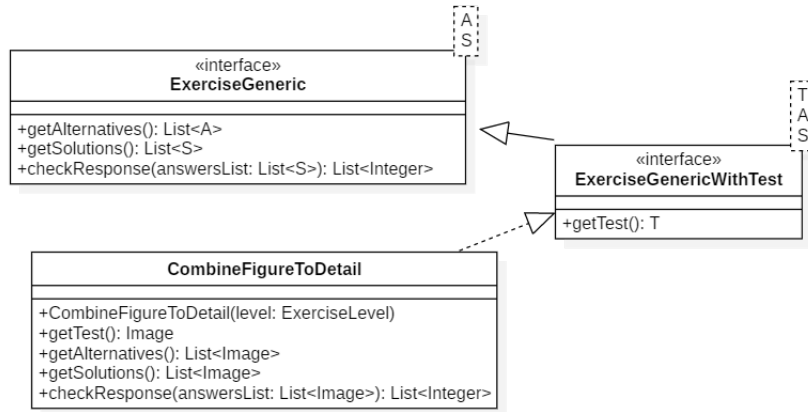 A
S
«interface»
ExerciseGeneric
+getAlternatives(): List<A>
+getSolutions(): List<S>
+checkResponse(answersList: List<S>): List<Integer>
T
A
S
«interface»
ExerciseGenericWithTest
+getTest(): T
CombineFigureToDetail
+CombineFigureToDetail(level: ExerciseLevel)
+getTest(): Image
+getAlternatives(): List<Image>
+getSolutions(): List<Image>
+checkResponse(answersList: List<Image>): List<Integer>